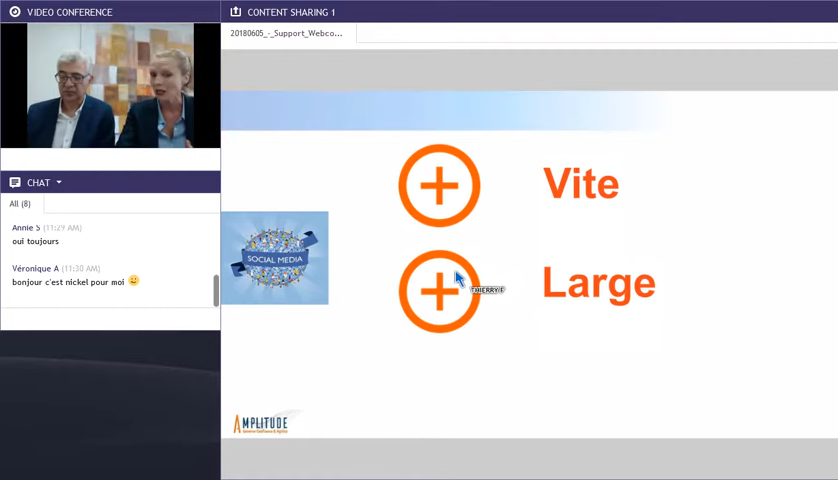 VIDEO CONFERENCE
CONTENT SHARING 1
20180605_-_Support_Webco...
CHAT
All (8)
Annie S (11:29 AM)
oui toujours
Véronique A (11:30 AM)
bonjour c'est nickel pour moi
Vite
SOCIAL MEDIA
Large
THIERRY F
AMPLITUDE